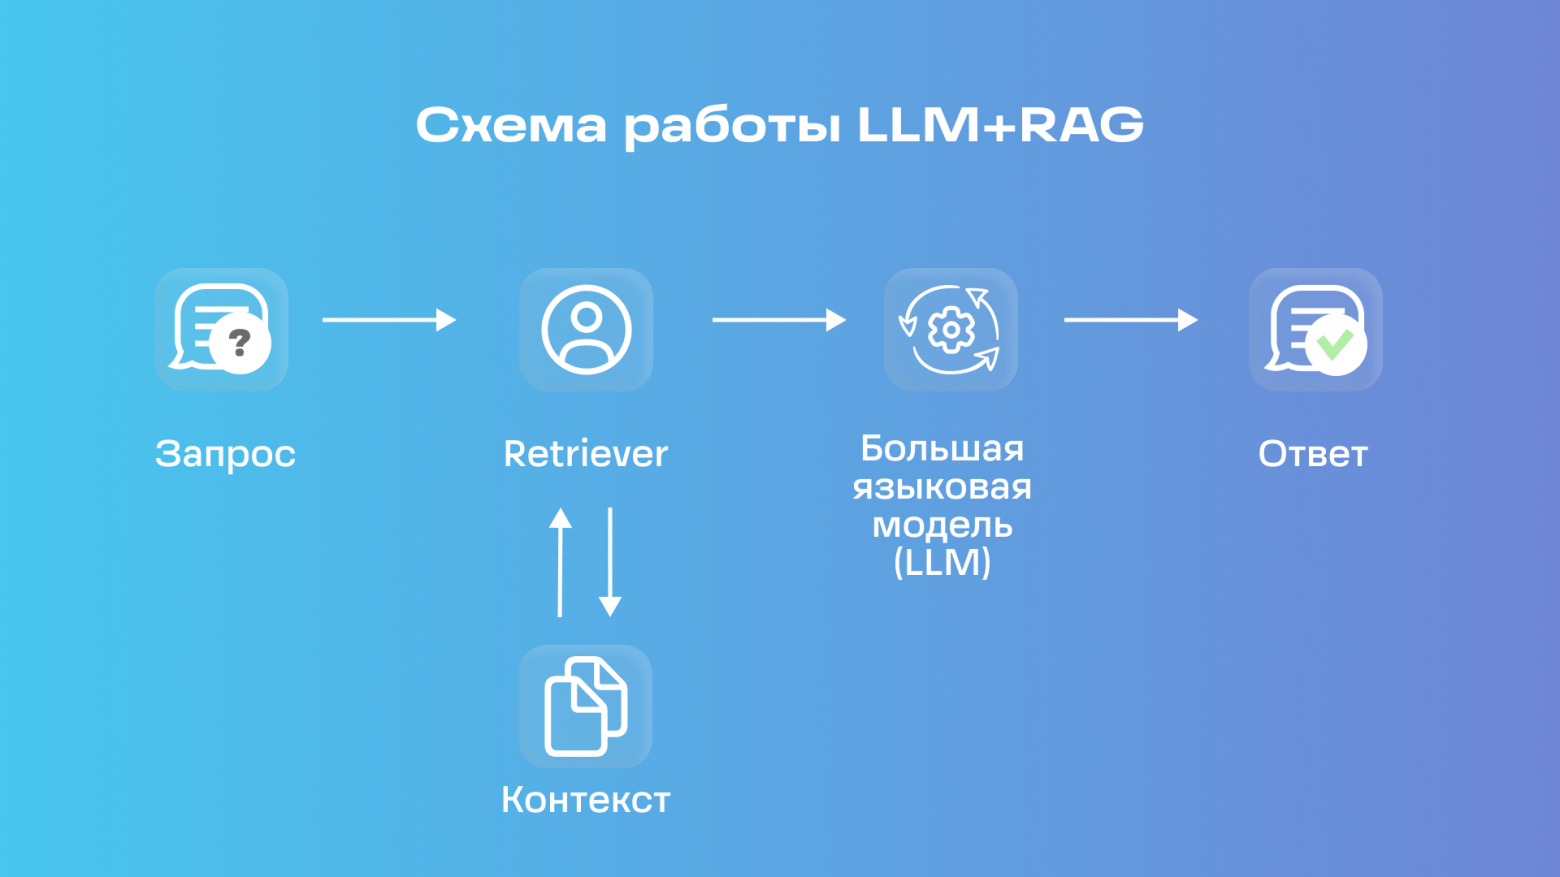 Схема работы LLM+RAG
?
Запрос
Retriever
Большая
языковая
модель
(LLM)
Ответ
Контекст